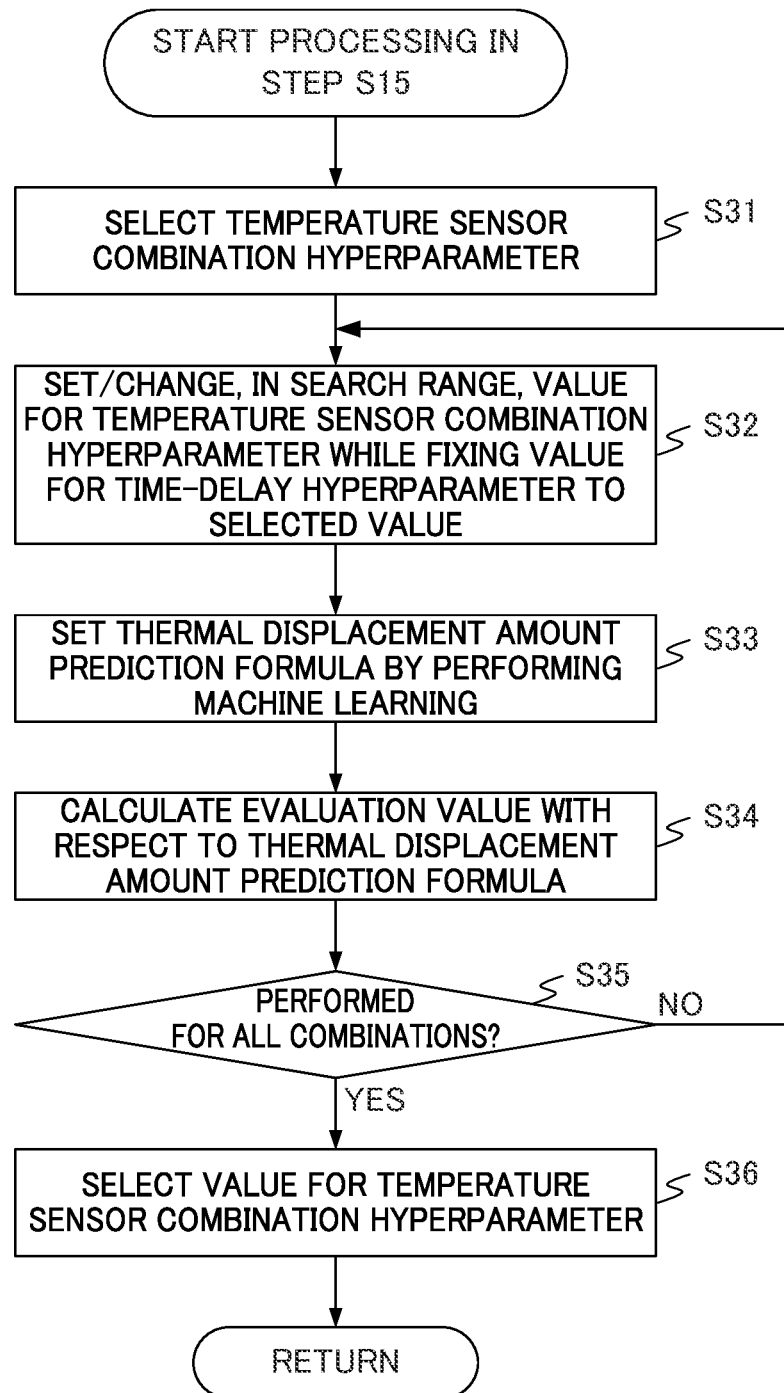 START PROCESSING IN
STEP S15
SELECT TEMPERATURE SENSOR
COMBINATION HYPERPARAMETER
S31
SET/CHANGE, IN SEARCH RANGE, VALUE
FOR TEMPERATURE SENSOR COMBINATION
HYPERPARAMETER WHILE FIXING VALUE
FOR TIME-DELAY HYPERPARAMETER TO
SELECTED VALUE
S32
SET THERMAL DISPLACEMENT AMOUNT
PREDICTION FORMULA BY PERFORMING
MACHINE LEARNING
S33
CALCULATE EVALUATION VALUE WITH
RESPECT TO THERMAL DISPLACEMENT
AMOUNT PREDICTION FORMULA
S34
PERFORMED
FOR ALL COMBINATIONS?
S35
NO
YES
SELECT VALUE FOR TEMPERATURE
SENSOR COMBINATION HYPERPARAMETER
S36
RETURN